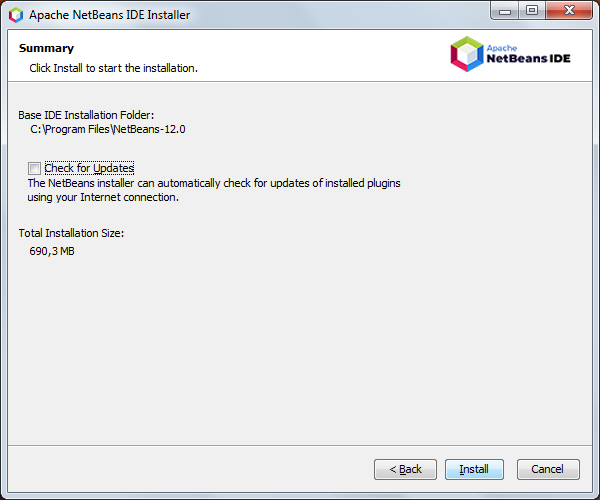 Apache NetBeans IDE Installer
Summary
Click Install to start the installation.
Apache
NetBeans IDE
Base IDE Installation Folder:
C:\Program Files\NetBeans-12.0
Check for Updates
The NetBeans installer can automatically check for updates of installed plugins
using your Internet connection.
Total Installation Size:
690,3 MB
< Back
Install
Cancel